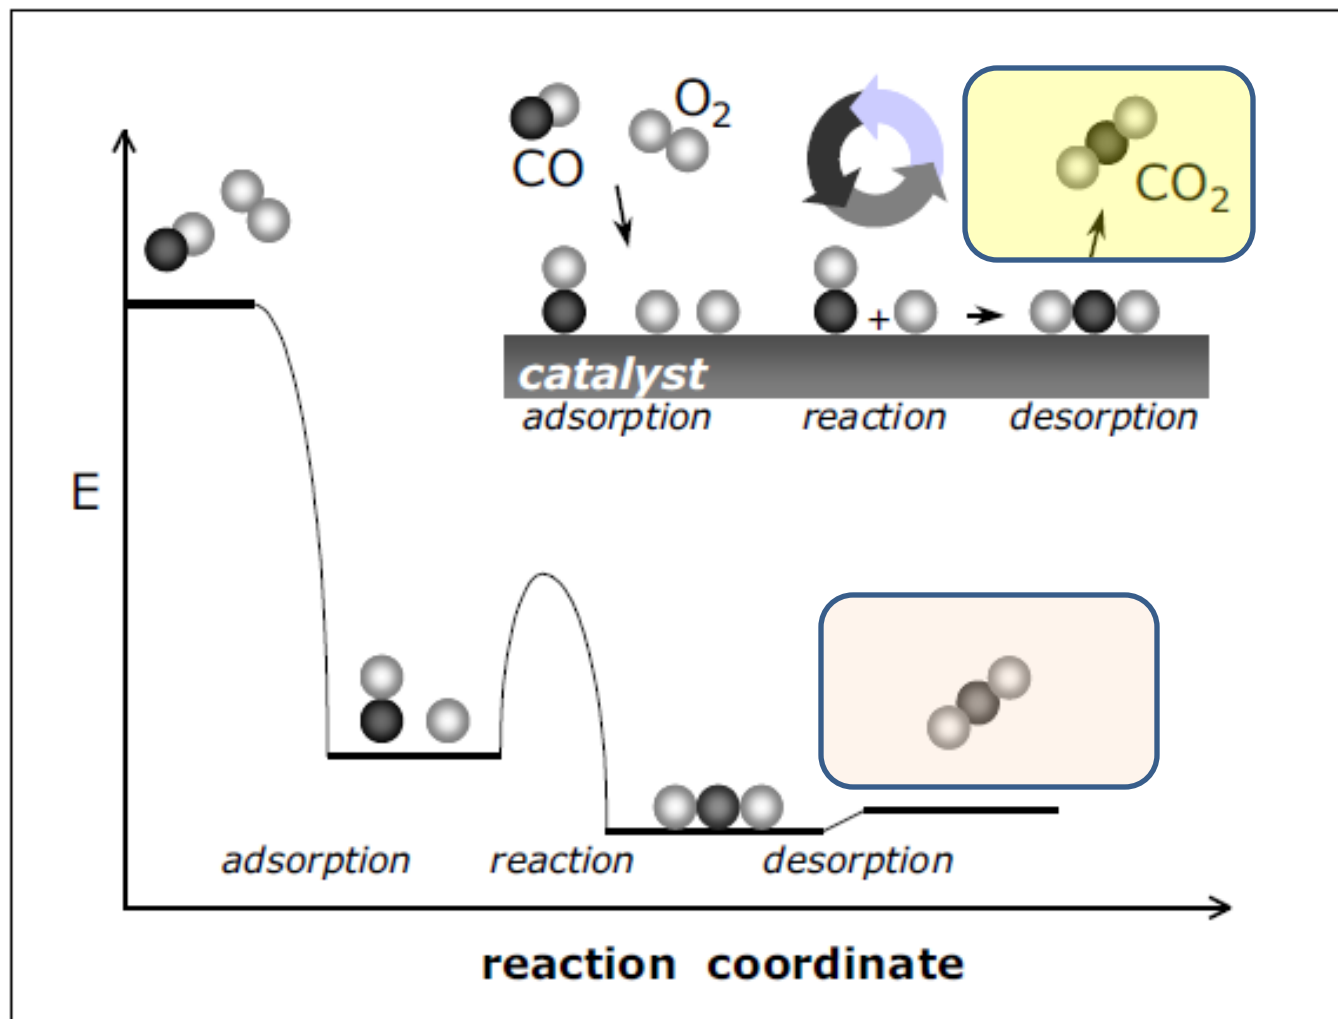 O₂
CO
CO₂
+
catalyst
adsorption reaction desorption
E
adsorption reaction desorption
reaction coordinate